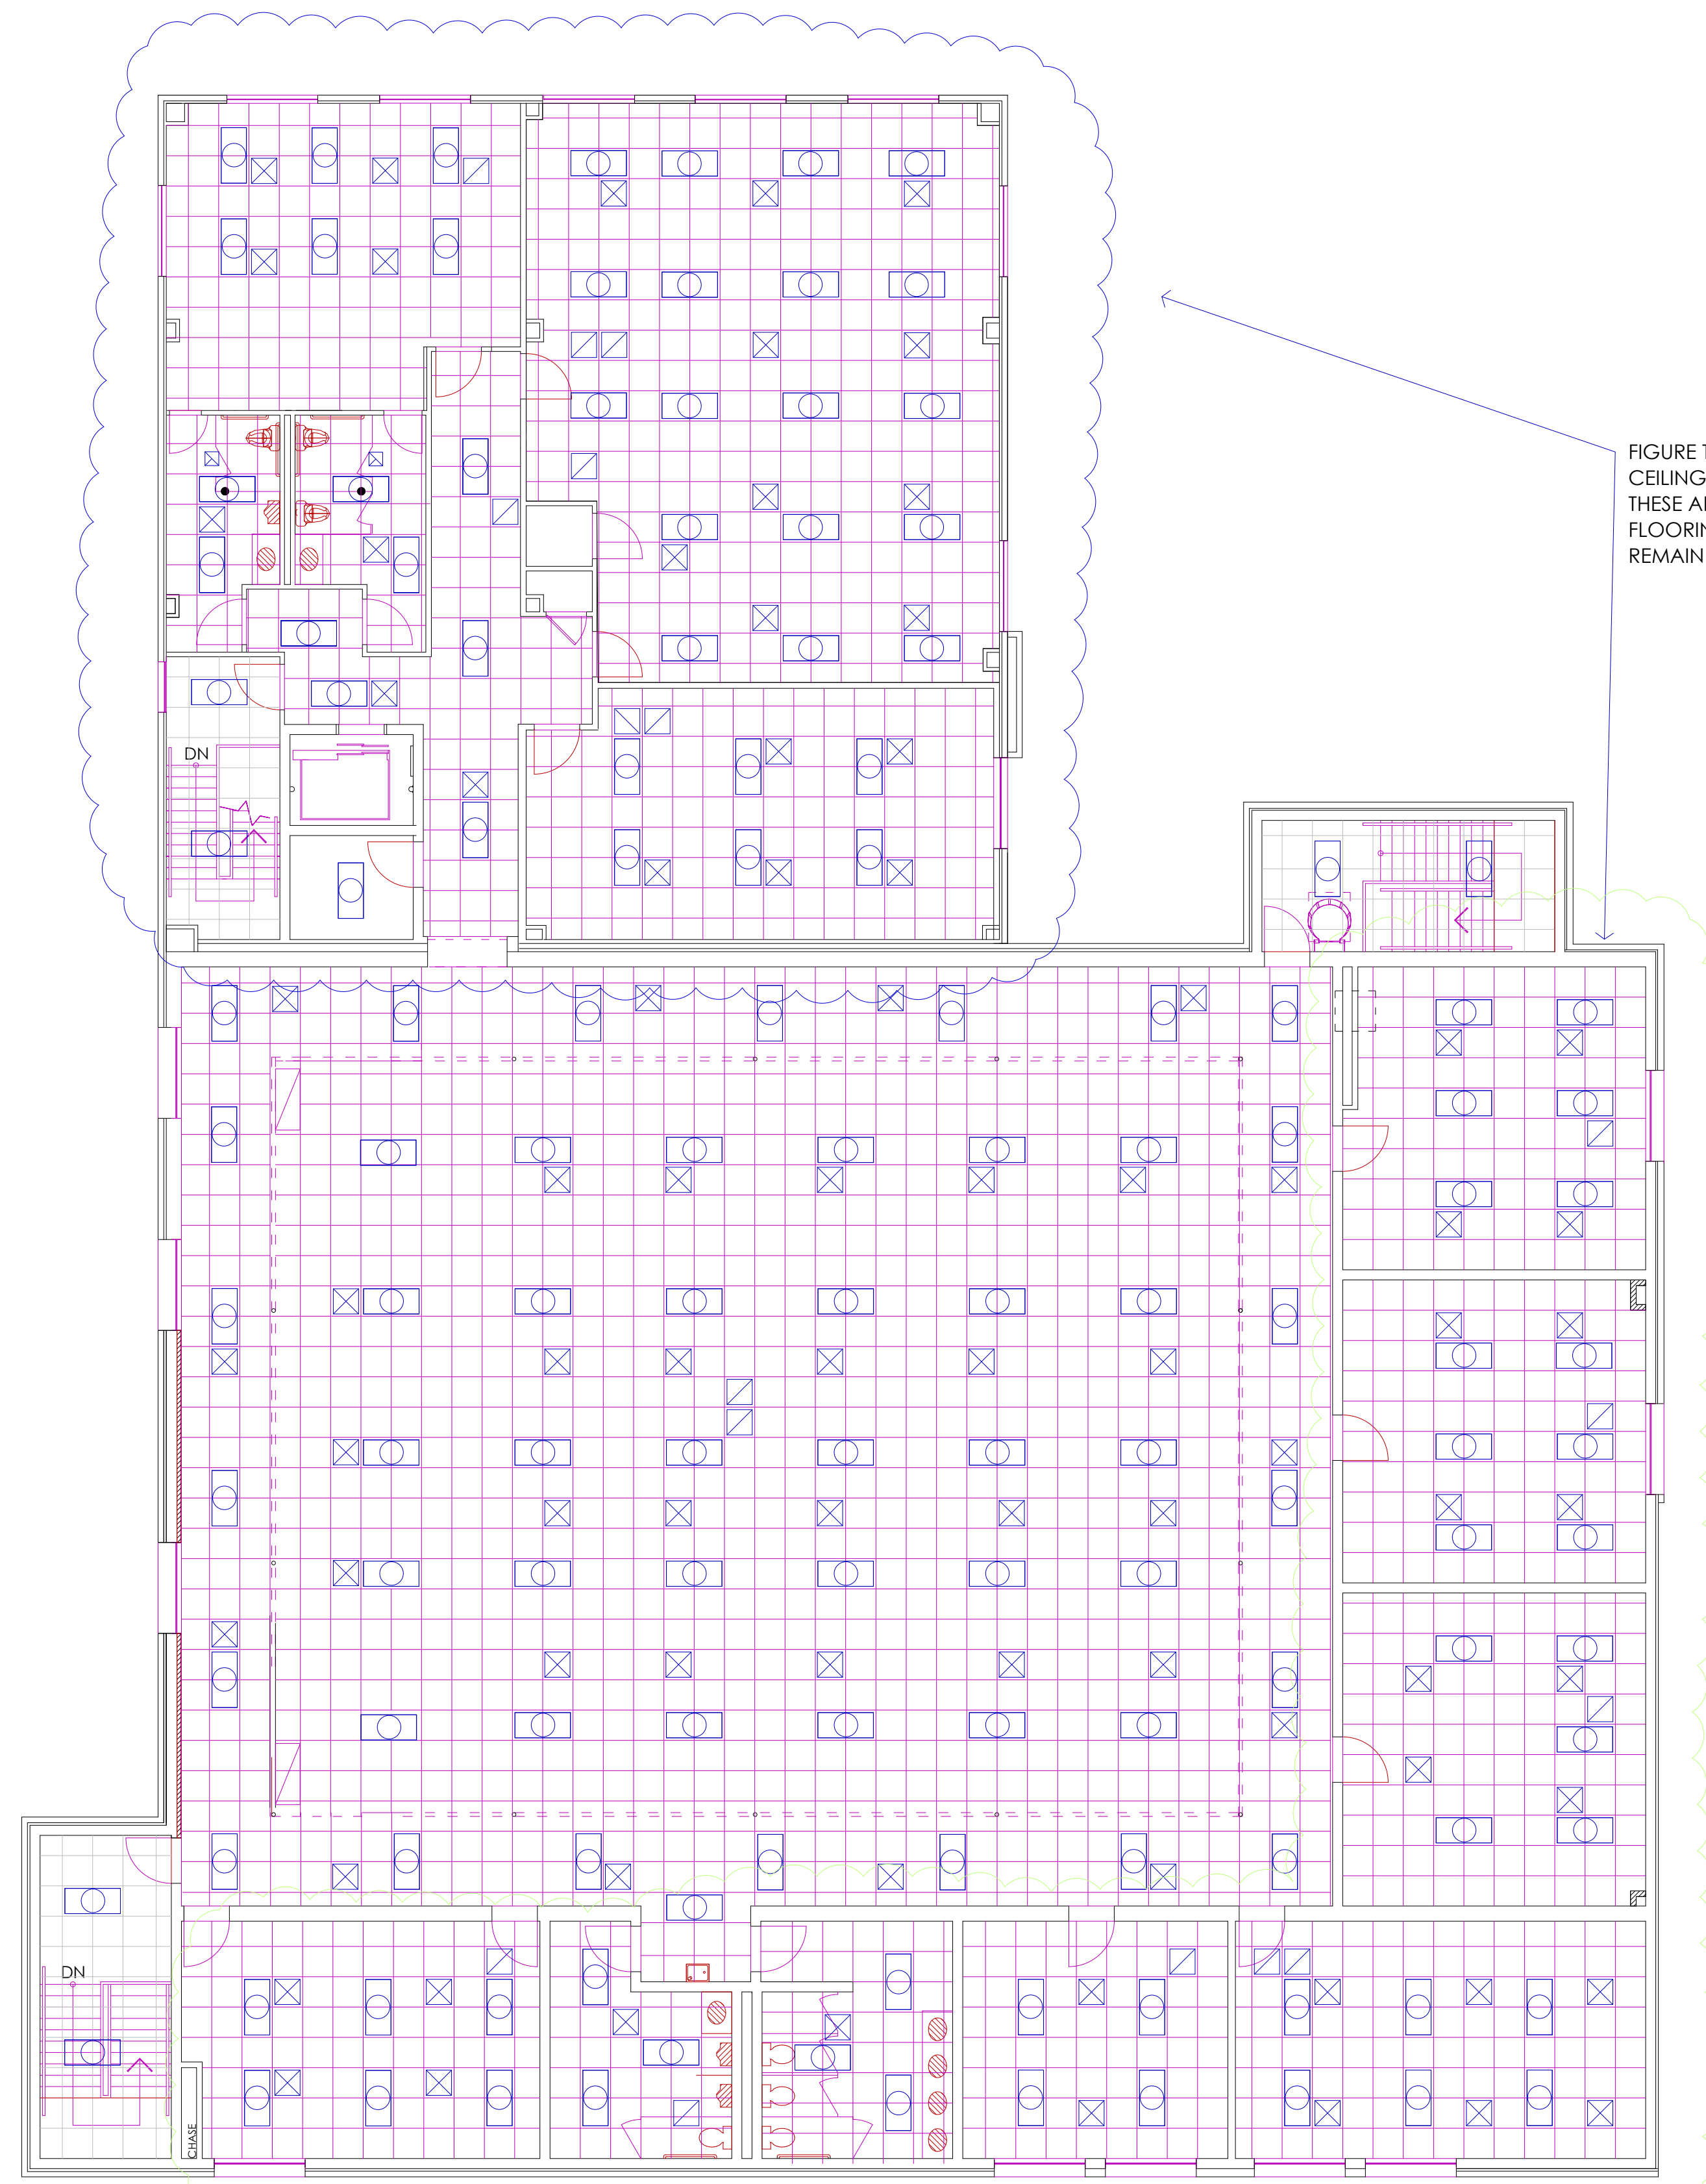 FIGURE
CEILING
THESE
FLOORIN
REMAIN
DN
DN
CHASE